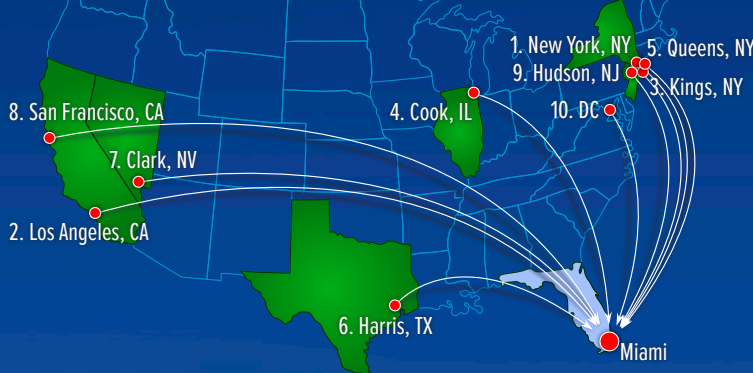 1. New York, NY
5. Queens, NY
9. Hudson, NJ
3. Kings, NY
8. San Francisco, CA
4. Cook, IL
10. DC
7. Clark, NV
2. Los Angeles, CA
6. Harris, TX
Miami